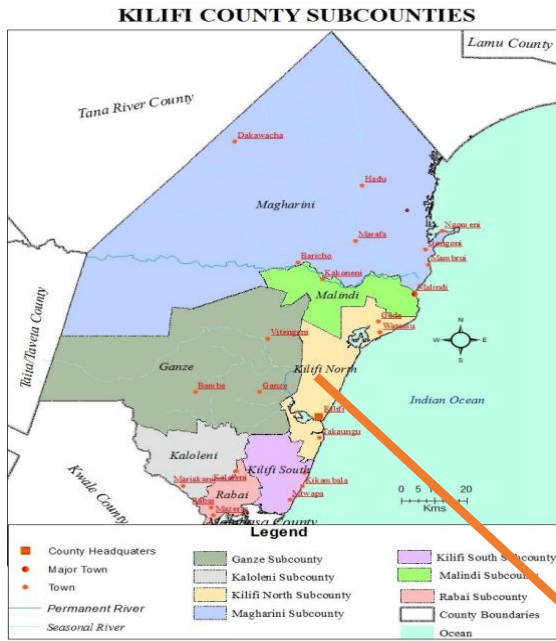 KILIFI COUNTY SUBCOUNTIES
Lamu County
Tana River County
Dakawacha
Hadu
Magharini
Ngomeni
Marafa
Gongoni
Baricho
Mambrui
Kakoneni
Malindi
Malindi
Taita/Taveta County
Gede
Watamu
Vitengeni
N
W
E
S
Ganze
Kilifi North
Bamba
Ganze
Indian Ocean
Kilifi
Takaungu
Kaloleni
Kilifi South
Kaloleni
Mariakani
Kikambala
Rabai
Mtwapa
Kwale County
Rabai
0 5 10 20
Kms
Legend
County Headquaters
Major Town
Town
Permanent River
Seasonal River
Ganze Subcounty
Kaloleni Subcounty
Kilifi North Subcounty
Magharini Subcounty
Kilifi South Subcounty
Malindi Subcounty
Rabai Subcounty
County Boundaries
Ocean